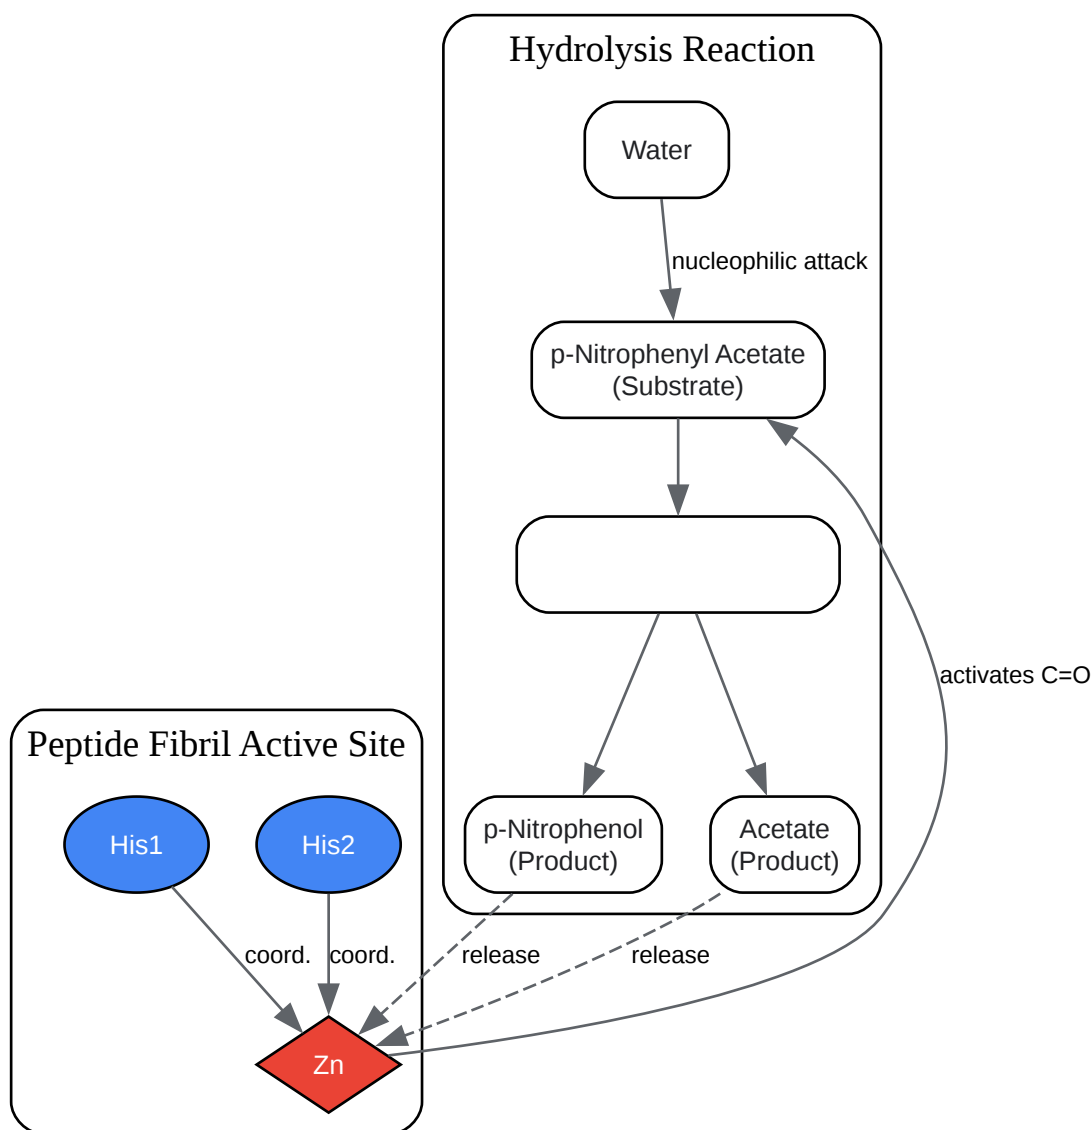 Hydrolysis Reaction
Water
nucleophilic attack
p-Nitrophenyl Acetate
(Substrate)
activates C=O
Peptide Fibril Active Site
His1
His2
p-Nitrophenol
(Product)
Acetate
(Product)
coord.
coord.
release
release
Zn